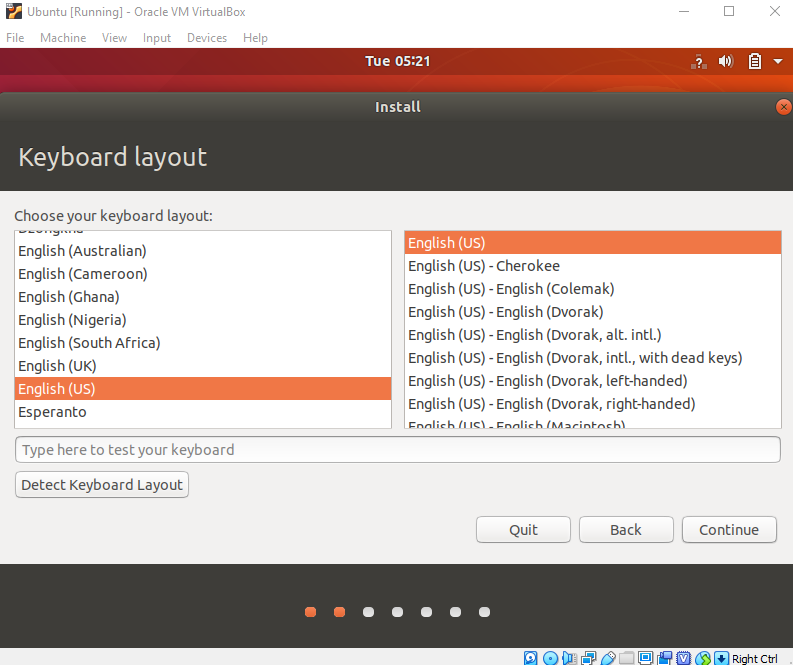 Ubuntu [Running] - Oracle VM VirtualBox
File Machine View Input Devices Help
Tue 05:21
Install
Keyboard layout
Choose your keyboard layout:
Dzongkha
English (Australian)
English (Cameroon)
English (Ghana)
English (Nigeria)
English (South Africa)
English (UK)
English (US)
Esperanto
English (US)
English (US) - Cherokee
English (US) - English (Colemak)
English (US) - English (Dvorak)
English (US) - English (Dvorak, alt. intl.)
English (US) - English (Dvorak, intl., with dead keys)
English (US) - English (Dvorak, left-handed)
English (US) - English (Dvorak, right-handed)
English (US) - English (Macintosh)
Type here to test your keyboard
Detect Keyboard Layout
Quit Back Continue
Right Ctrl